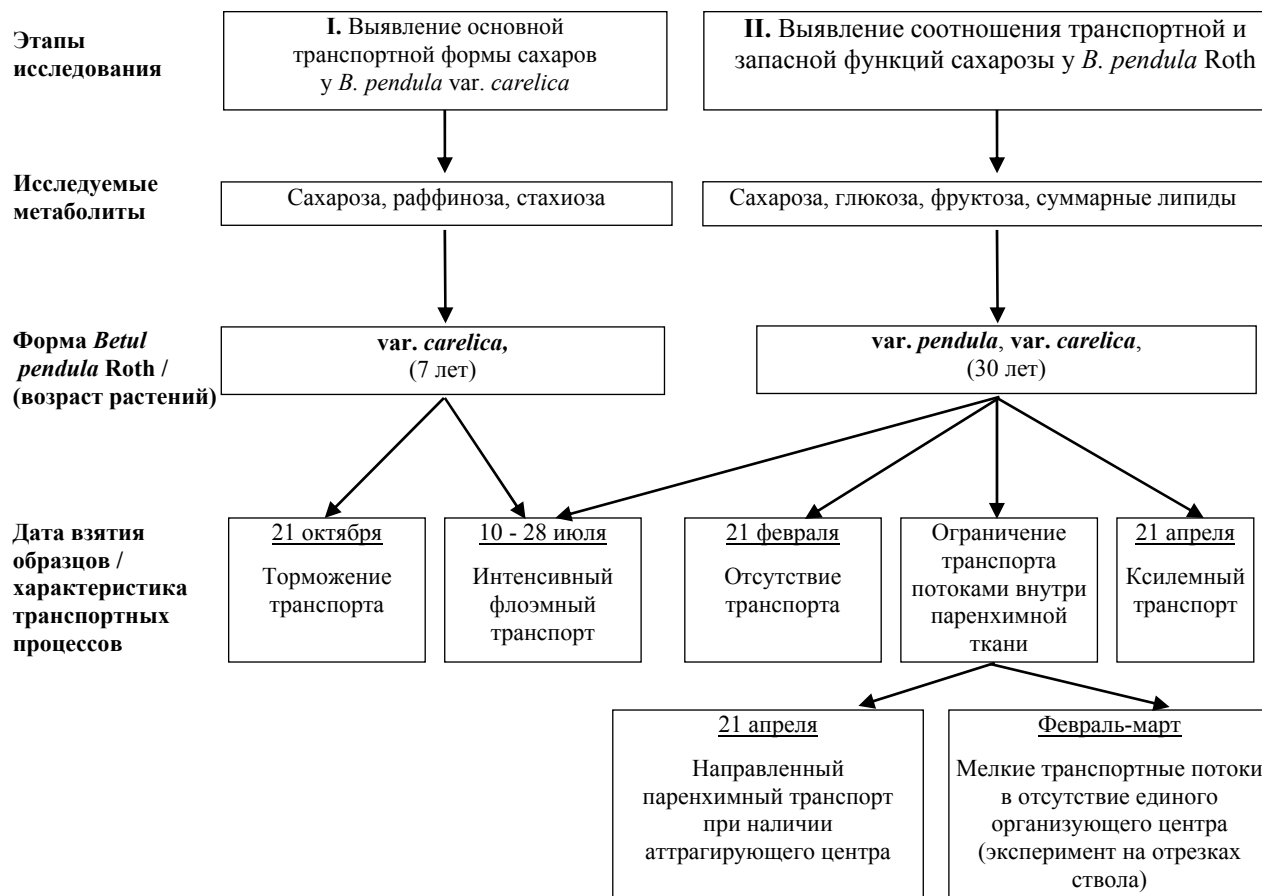 Этапы
исследования
I. Выявление основной
транспортной формы сахаров
у B. pendula var. carelica
II. Выявление соотношения транспортной и
запасной функций сахарозы у B. pendula Roth
Исследуемые
метаболиты
Сахароза, раффиноза, стахиоза
Сахароза, глюкоза, фруктоза, суммарные липиды
Форма Betul
pendula Roth /
(возраст растений)
var. carelica,
(7 лет)
var. pendula, var. carelica,
(30 лет)
Дата взятия
образцов /
характеристика
транспортных
процессов
21 октября
Торможение
транспорта
10 - 28 июля
Интенсивный
флоэмный
транспорт
21 февраля
Отсутствие
транспорта
Ограничение
транспорта
потоками внутри
паренхимной
ткани
21 апреля
Ксилемный
транспорт
21 апреля
Направленный
паренхимный транспорт
при наличии
аттрагирующего центра
Февраль-март
Мелкие транспортные потоки
в отсутствие единого
организующего центра
(эксперимент на отрезках
ствола)